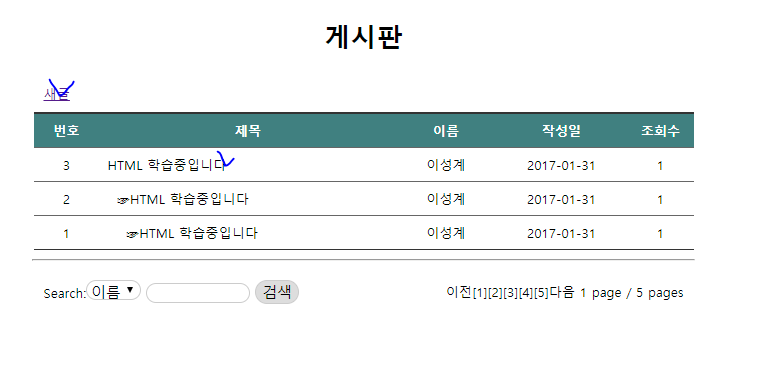 게시판
새글
번호 제목 이름 작성일 조회수
3 HTML 학습중입니다 이성계 2017-01-31 1
2 ☞HTML 학습중입니다 이성계 2017-01-31 1
1 ☞HTML 학습중입니다 이성계 2017-01-31 1
Search: 이름 ▼ 검색 이전[1][2][3][4][5]다음 1 page / 5 pages